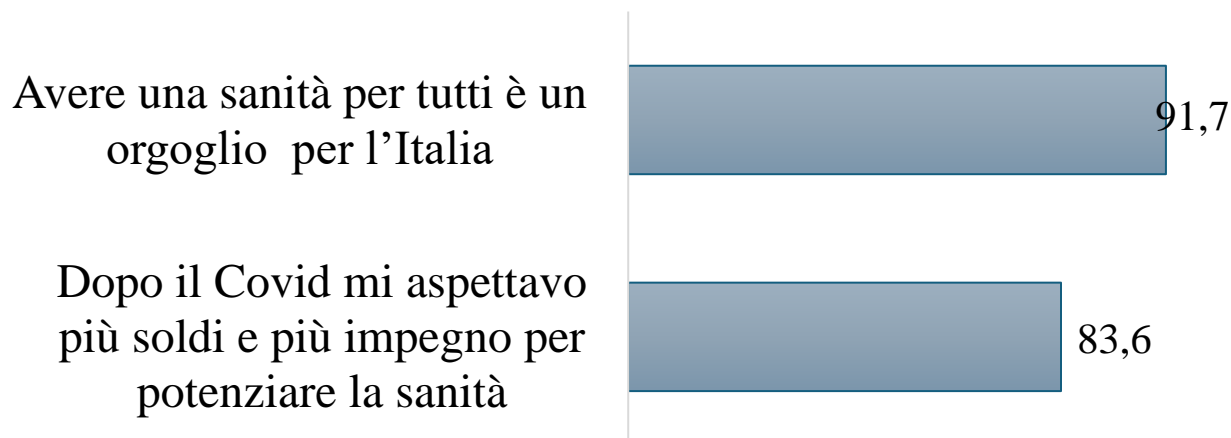 Avere una sanità per tutti è un
orgoglio  per l’Italia
91,7
Dopo il Covid mi aspettavo
più soldi e più impegno per
potenziare la sanità
83,6